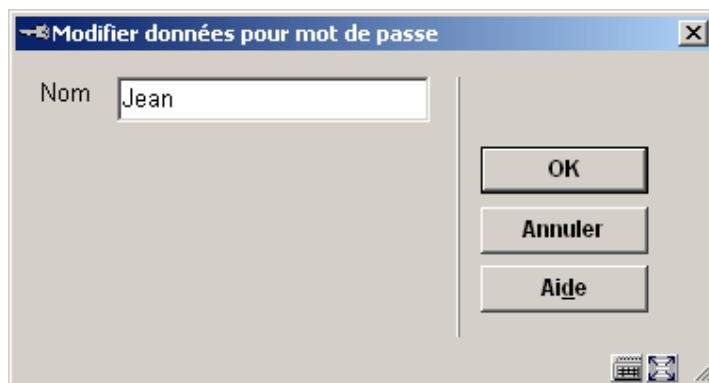 Modifier données pour mot de passe
Nom
Jean
OK
Annuler
Aide